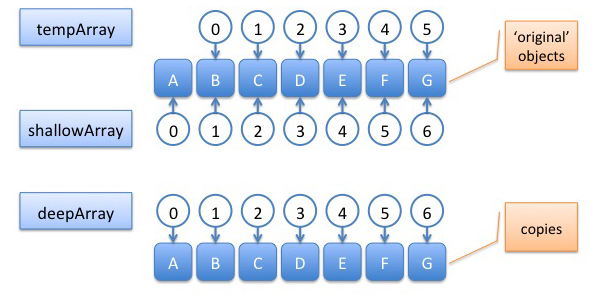 tempArray
0 1 2 3 4 5
'original'
objects
A B C D E F G
shallowArray
0 1 2 3 4 5 6
deepArray
0 1 2 3 4 5 6
copies
A B C D E F G